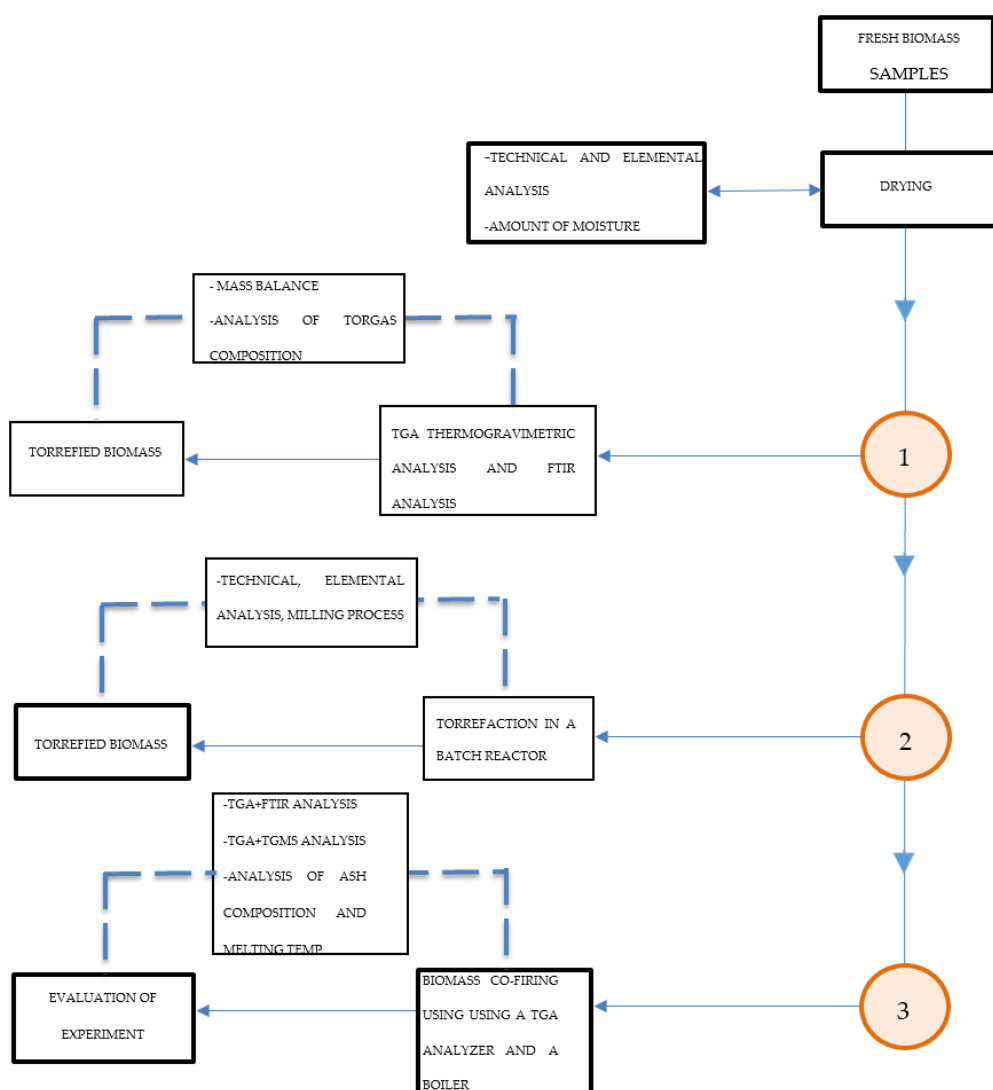 FRESH BIOMASS
SAMPLES
-TECHNICAL AND ELEMENTAL
ANALYSIS
-AMOUNT OF MOISTURE
DRYING
- MASS BALANCE
-ANALYSIS OF TORGAS
COMPOSITION
TORREFIED BIOMASS
TGA THERMOGRAVIMETRIC
ANALYSIS AND FTIR
ANALYSIS
1
-TECHNICAL, ELEMENTAL
ANALYSIS, MILLING PROCESS
TORREFIED BIOMASS
TORREFACTION IN A
BATCH REACTOR
2
-TGA+FTIR ANALYSIS
-TGA+TGMS ANALYSIS
-ANALYSIS OF ASH
COMPOSITION AND
MELTING TEMP
EVALUATION OF
EXPERIMENT
BIOMASS CO-FIRING
USING USING A TGA
ANALYZER AND A
BOILER
3